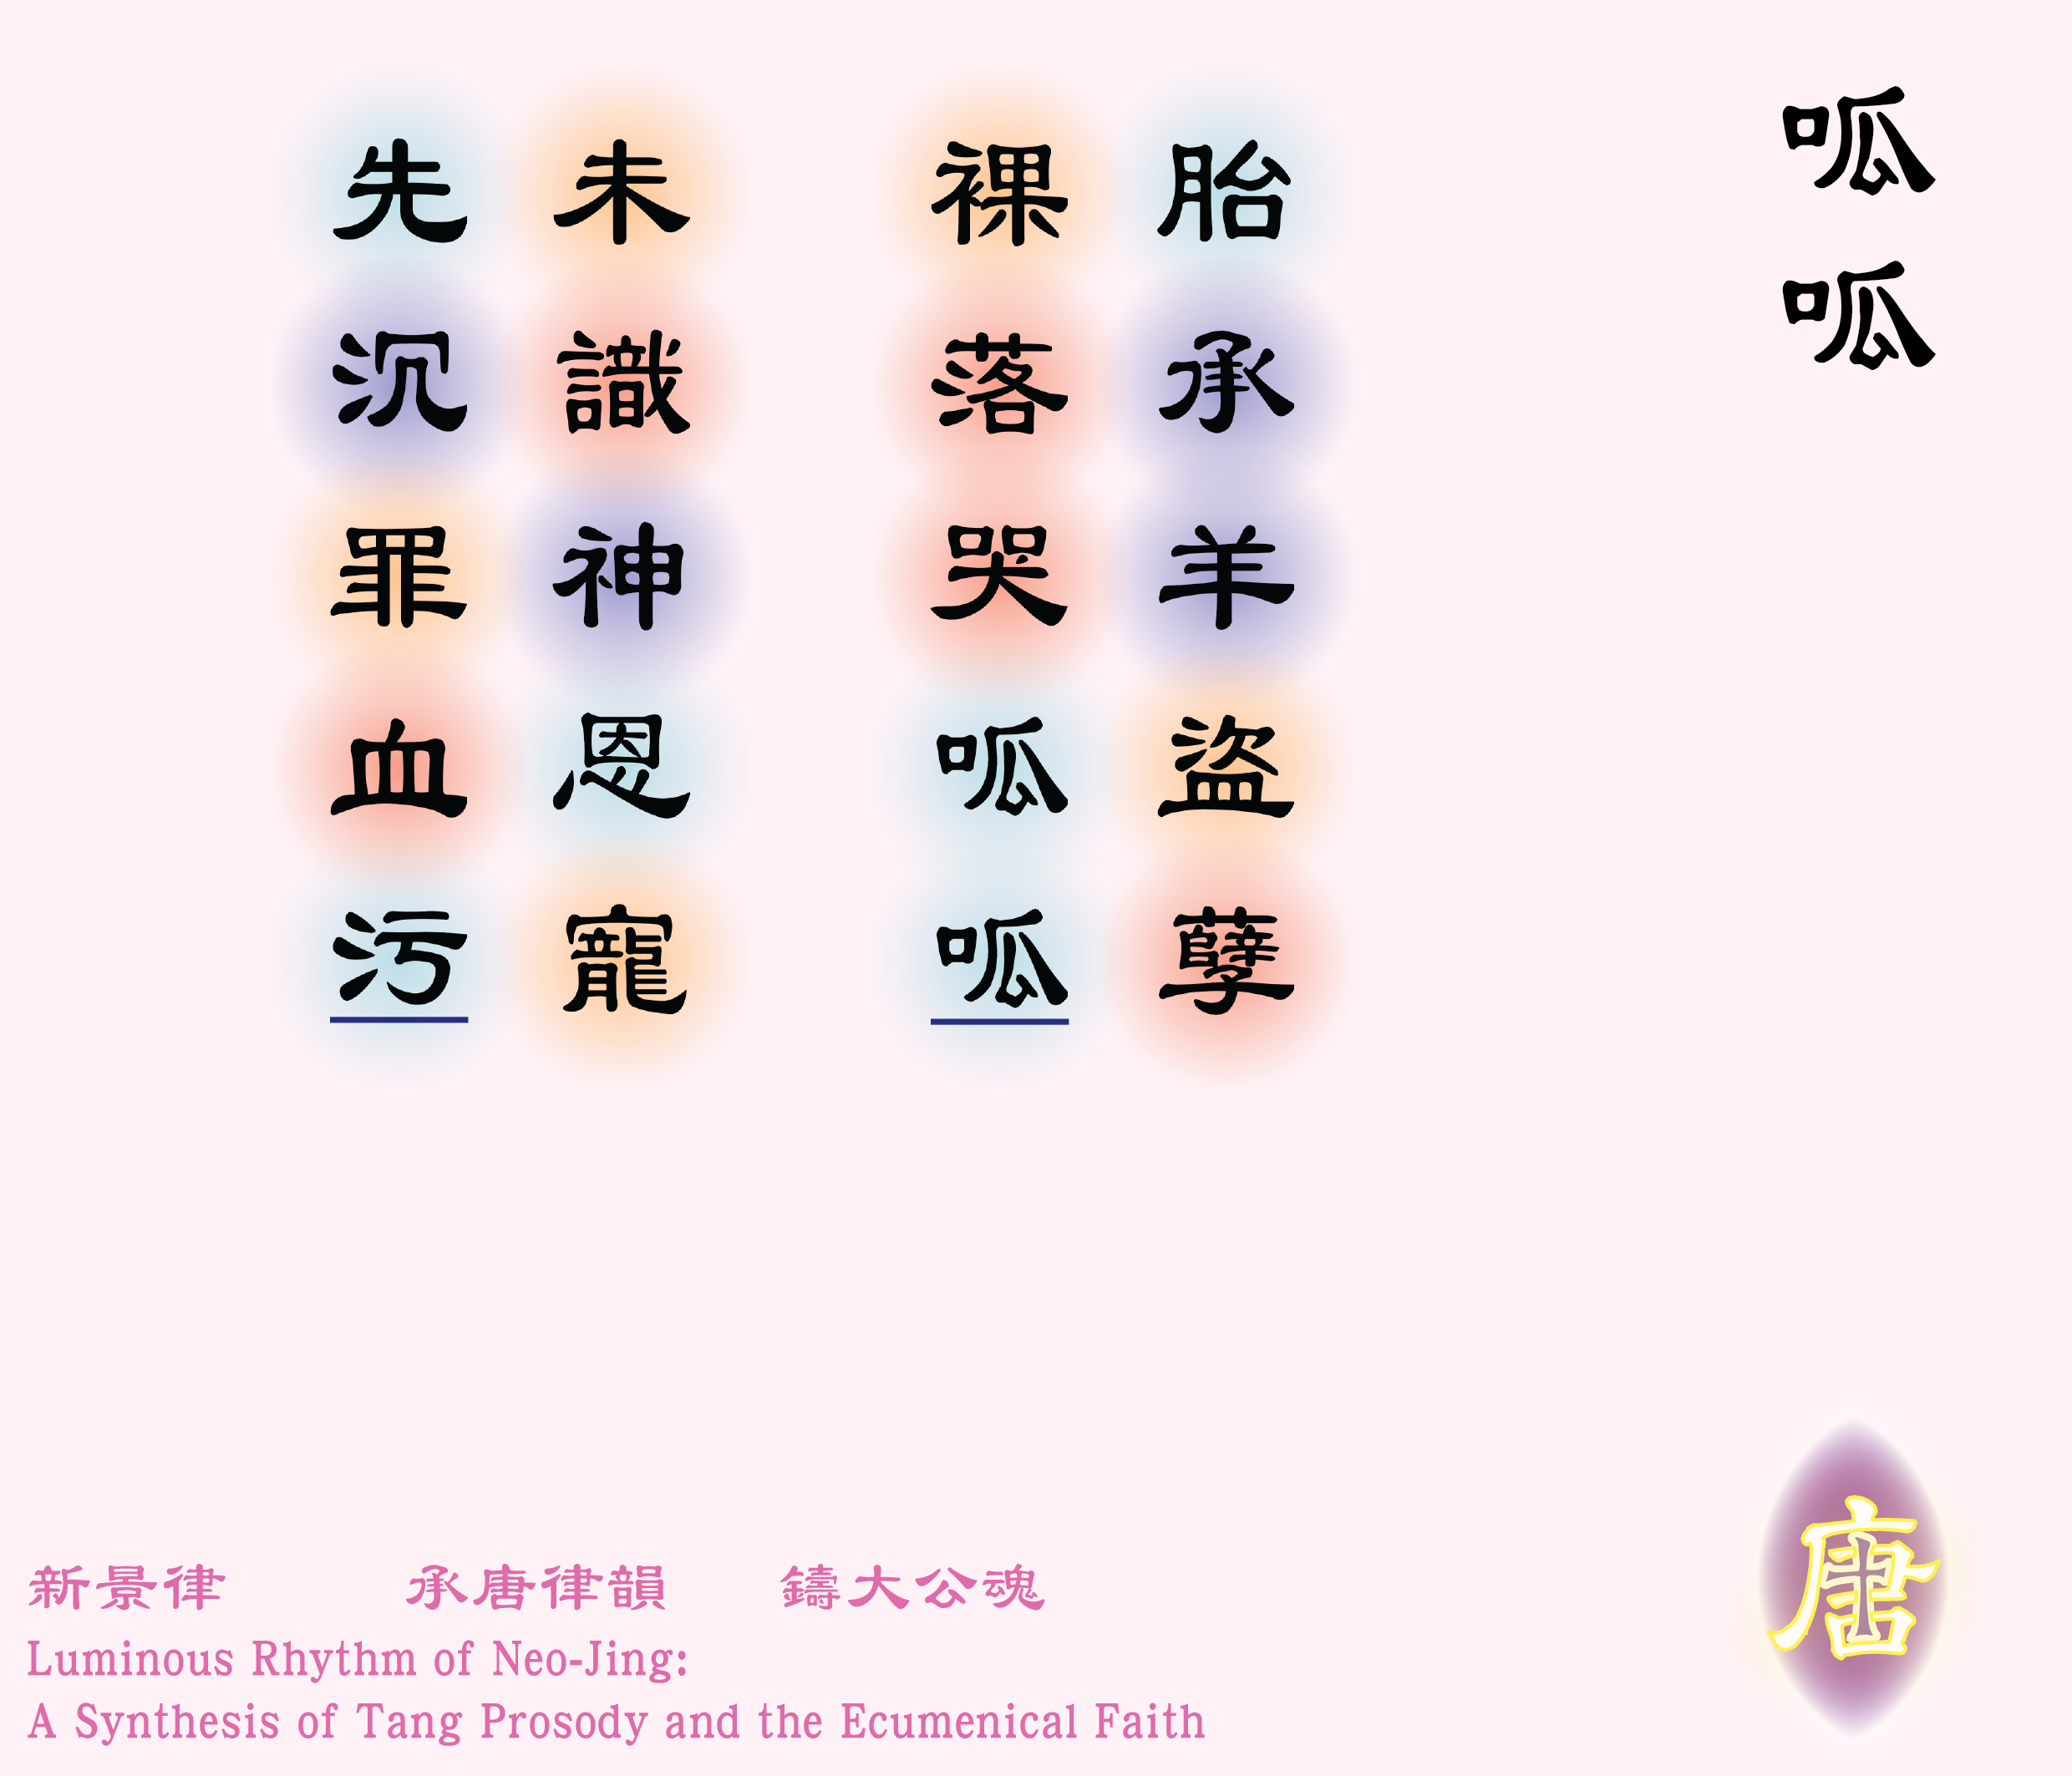 呱呱
胎承羊盜孽
裸落哭呱呱
未識神恩寵
先沉罪血污
唐
新景律 承唐律韻 鑄大公魂
Luminous Rhythm of Neo-Jing:
A Synthesis of Tang Prosody and the Ecumenical Faith